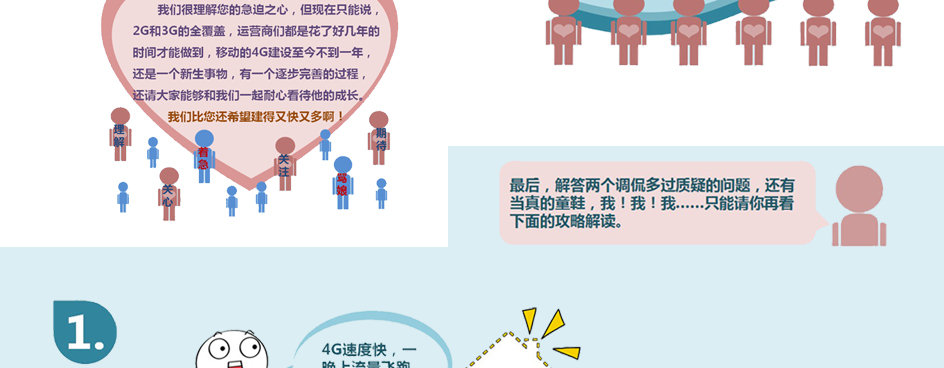 我们很理解您的急迫之心，但现在只能说，
2G和3G的全覆盖，运营商们都是花了好几年的
时间才能做到，移动的4G建设至今不到一年，
还是一个新生事物，有一个逐步完善的过程，
还请大家能够和我们一起耐心看待他的成长。
我们比您还希望建得又快又多啊！
理解
着急
关心
关注
骂娘
期待
最后，解答两个调侃多过质疑的问题，还有
当真的童鞋，我！我！我……只能请你再看
下面的攻略解读。
1.
4G速度快，一
晚上流量飞跑